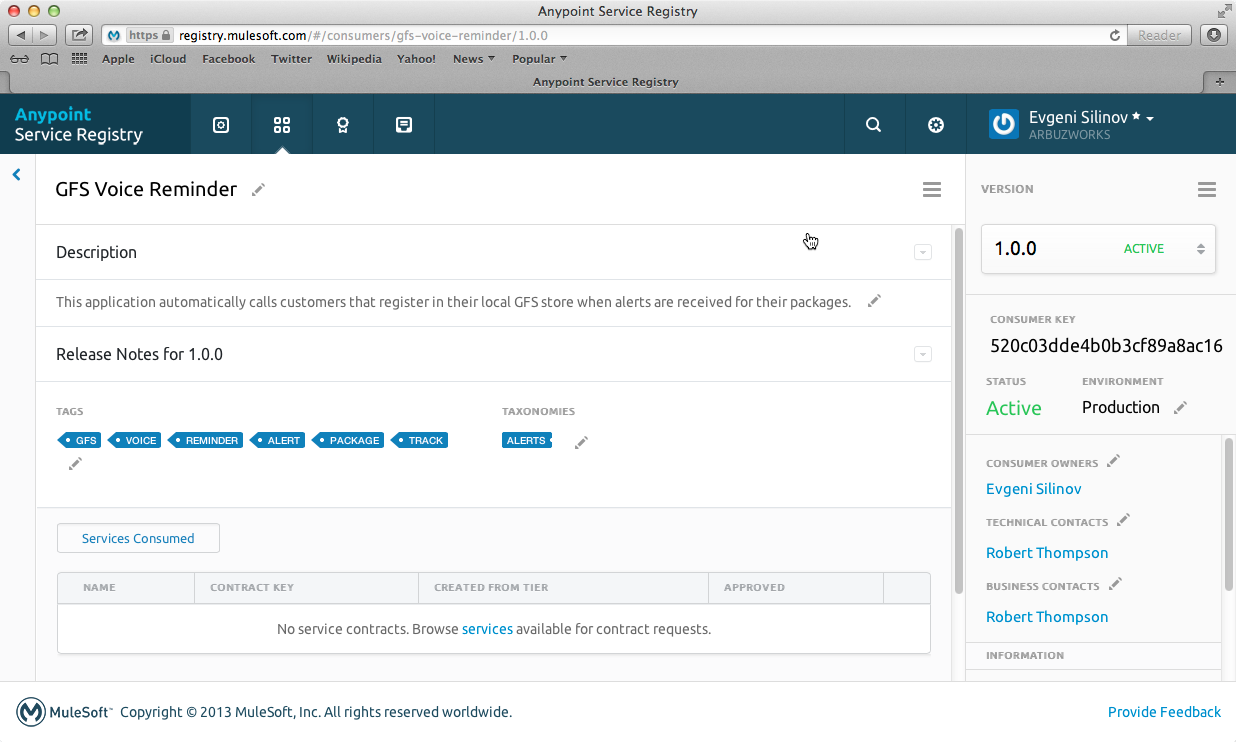 Anypoint Service Registry
https registry.mulesoft.com/#/consumers/gfs-voice-reminder/1.0.0 Reader
Apple iCloud Facebook Twitter Wikipedia Yahoo! News Popular
Anypoint Service Registry
Anypoint
Service Registry
Evgeni Silinov
ARBUZWORKS
GFS Voice Reminder
VERSION
Description
1.0.0 ACTIVE
This application automatically calls customers that register in their local GFS store when alerts are received for their packages.
CONSUMER KEY
520c03dde4b0b3cf89a8ac16
Release Notes for 1.0.0
STATUS ENVIRONMENT
Active Production
TAGS TAXONOMIES
GFS VOICE REMINDER ALERT PACKAGE TRACK ALERTS
CONSUMER OWNERS
Evgeni Silinov
TECHNICAL CONTACTS
Robert Thompson
BUSINESS CONTACTS
Robert Thompson
INFORMATION
Services Consumed
NAME CONTRACT KEY CREATED FROM TIER APPROVED
No service contracts. Browse services available for contract requests.
MuleSoft™ Copyright © 2013 MuleSoft, Inc. All rights reserved worldwide. Provide Feedback